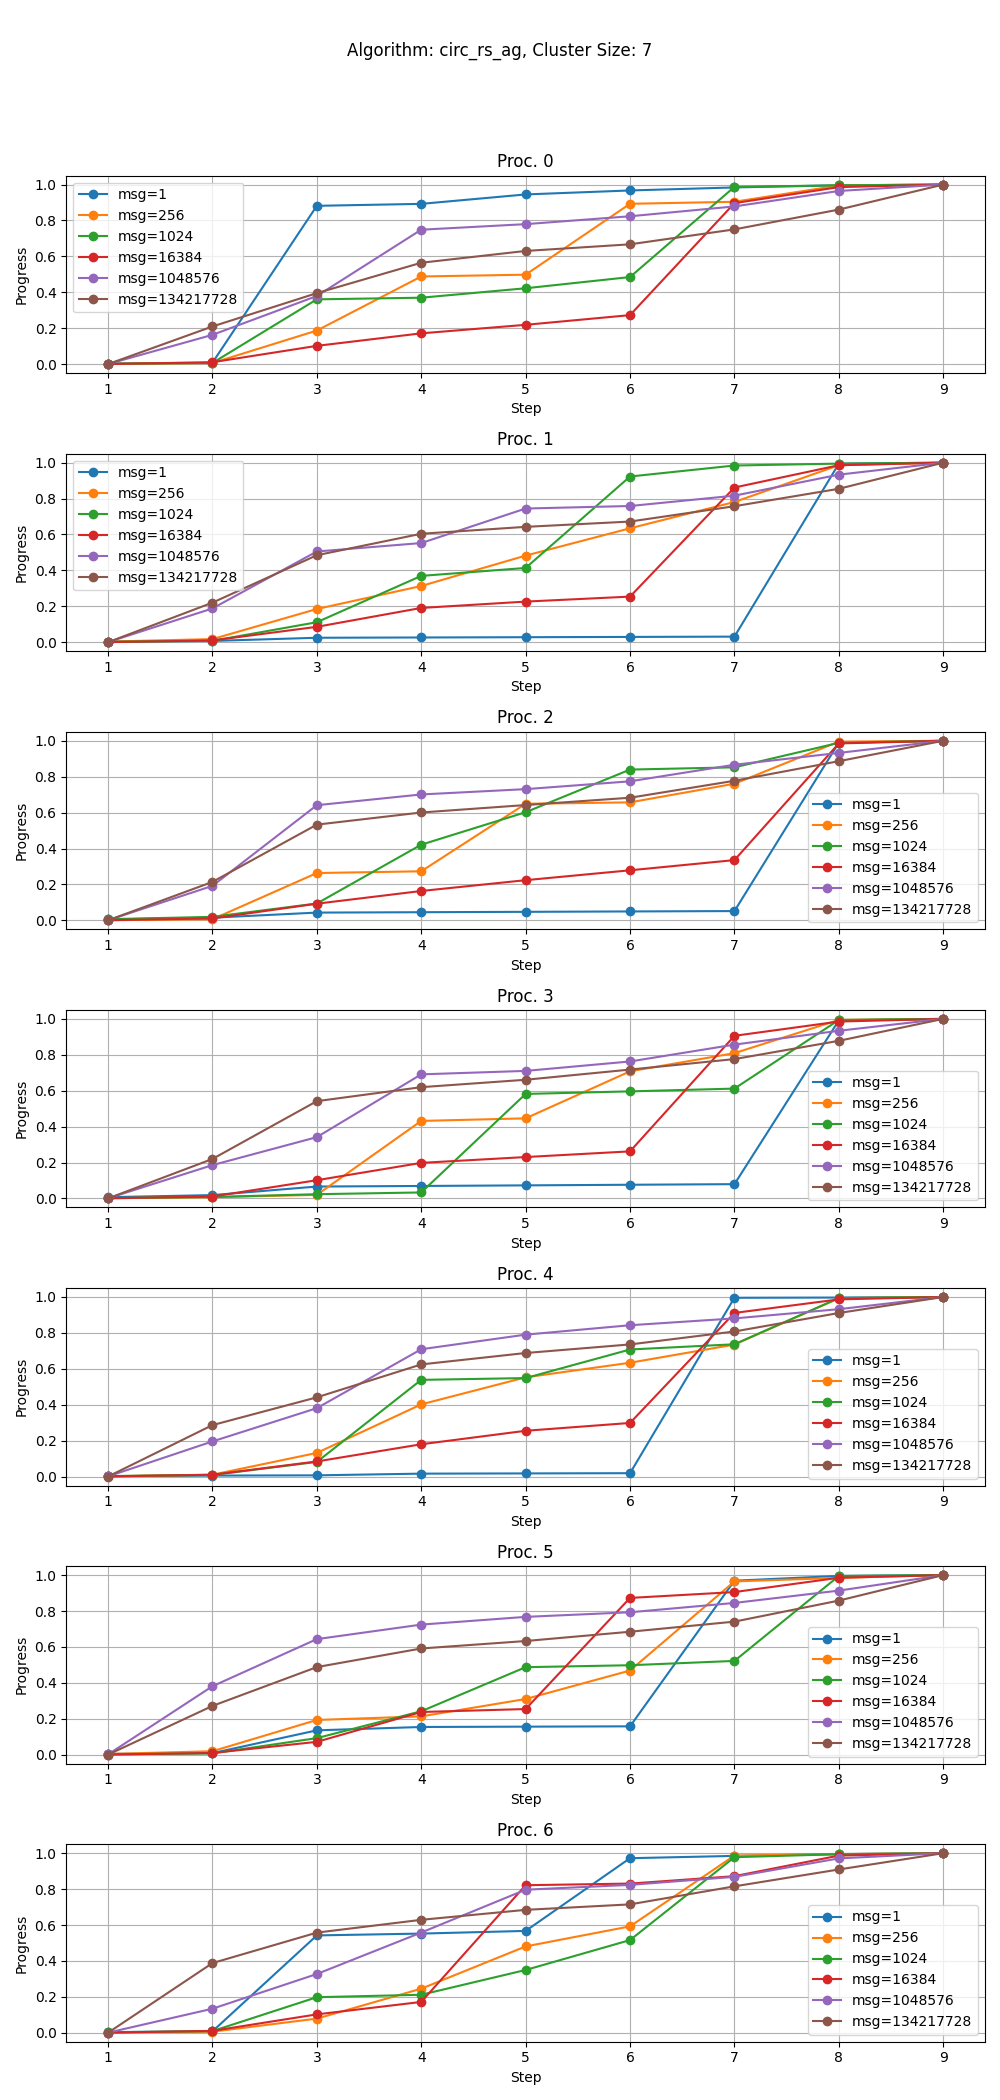 Algorithm: circ_rs_ag, Cluster Size: 7
Proc. 0
Progress
1.0
0.8
0.6
0.4
0.2
0.0
msg=1
msg=256
msg=1024
msg=16384
msg=1048576
msg=134217728
1 2 3 4 5 6 7 8 9
Step
Proc. 1
Progress
1.0
0.8
0.6
0.4
0.2
0.0
msg=1
msg=256
msg=1024
msg=16384
msg=1048576
msg=134217728
1 2 3 4 5 6 7 8 9
Step
Proc. 2
Progress
1.0
0.8
0.6
0.4
0.2
0.0
msg=1
msg=256
msg=1024
msg=16384
msg=1048576
msg=134217728
1 2 3 4 5 6 7 8 9
Step
Proc. 3
Progress
1.0
0.8
0.6
0.4
0.2
0.0
msg=1
msg=256
msg=1024
msg=16384
msg=1048576
msg=134217728
1 2 3 4 5 6 7 8 9
Step
Proc. 4
Progress
1.0
0.8
0.6
0.4
0.2
0.0
msg=1
msg=256
msg=1024
msg=16384
msg=1048576
msg=134217728
1 2 3 4 5 6 7 8 9
Step
Proc. 5
Progress
1.0
0.8
0.6
0.4
0.2
0.0
msg=1
msg=256
msg=1024
msg=16384
msg=1048576
msg=134217728
1 2 3 4 5 6 7 8 9
Step
Proc. 6
Progress
1.0
0.8
0.6
0.4
0.2
0.0
msg=1
msg=256
msg=1024
msg=16384
msg=1048576
msg=134217728
1 2 3 4 5 6 7 8 9
Step